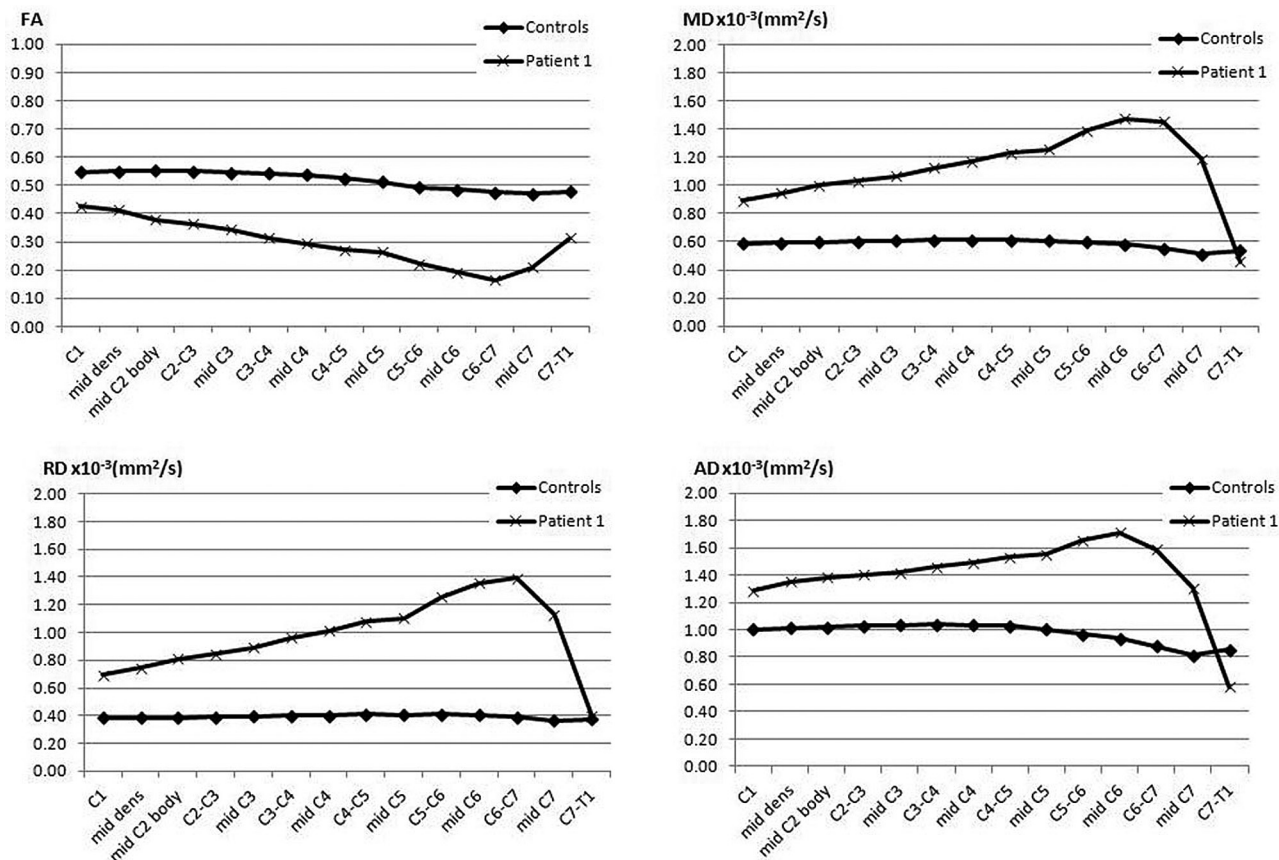 FA
Controls
Patient 1
1.00
0.90
0.80
0.70
0.60
0.50
0.40
0.30
0.20
0.10
0.00
C1
mid dens
mid C2 body
C2-C3
mid C3
C3-C4
mid C4
C4-C5
mid C5
C5-C6
mid C6
C6-C7
mid C7
C7-T1
MD x10-³(mm²/s)
Controls
Patient 1
2.00
1.80
1.60
1.40
1.20
1.00
0.80
0.60
0.40
0.20
0.00
C1
mid dens
mid C2 body
C2-C3
mid C3
C3-C4
mid C4
C4-C5
mid C5
C5-C6
mid C6
C6-C7
mid C7
C7-T1
RD x10-³(mm²/s)
Controls
Patient 1
2.00
1.80
1.60
1.40
1.20
1.00
0.80
0.60
0.40
0.20
0.00
C1
mid dens
mid C2 body
C2-C3
mid C3
C3-C4
mid C4
C4-C5
mid C5
C5-C6
mid C6
C6-C7
mid C7
C7-T1
AD x10-³(mm²/s)
Controls
Patient 1
2.00
1.80
1.60
1.40
1.20
1.00
0.80
0.60
0.40
0.20
0.00
C1
mid dens
mid C2 body
C2-C3
mid C3
C3-C4
mid C4
C4-C5
mid C5
C5-C6
mid C6
C6-C7
mid C7
C7-T1